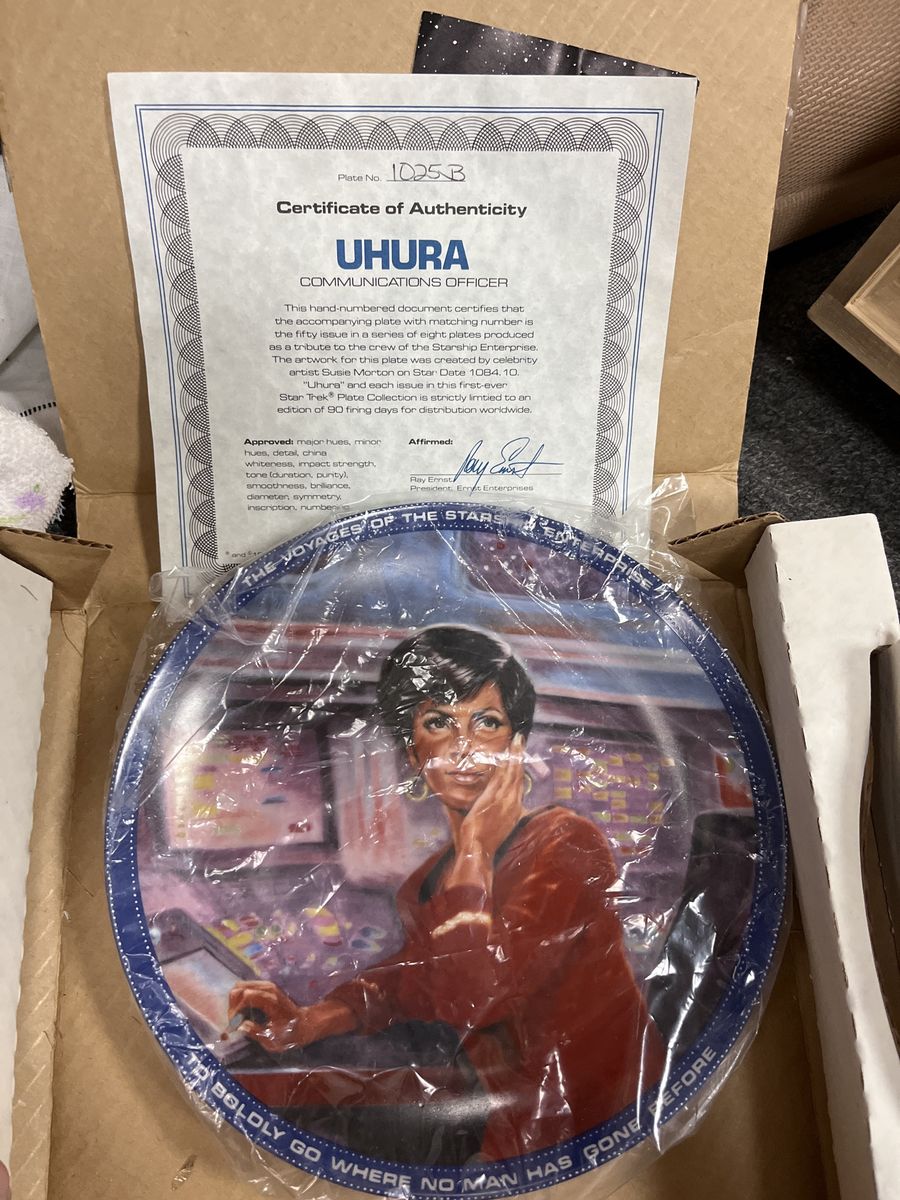 Plate No. 1025B
Certificate of Authenticity
UHURA
COMMUNICATIONS OFFICER
This hand-numbered document certifies that
the accompanying plate with matching number is
the fifty issue in a series of eight plates produced
as a tribute to the crew of the Starship Enterprise.
The artwork for this plate was created by celebrity
artist Susie Morton on Star Date 1084.10.
"Uhura" and each issue in this first-ever
Star Trek® Plate Collection is strictly limtied to an
edition of 90 firing days for distribution worldwide.
Approved: major hues, minor
hues, detail, china
whiteness, impact strength,
tone (duration, purity),
smoothness, brilliance,
diameter, symmetry,
inscription, numbering
Affirmed:
Ray Ernst
Ray Ernst
President, Ernst Enterprises
® and ©
THE VOYAGES OF THE STARSHIP ENTERPRISE
TO BOLDLY GO WHERE NO MAN HAS GONE BEFORE